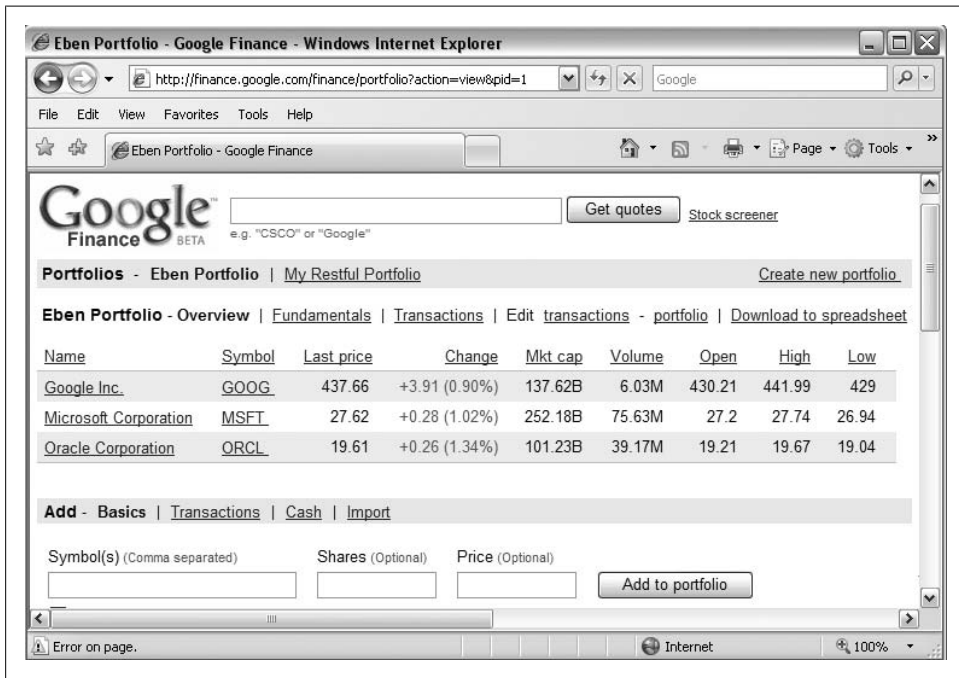 Eben Portfolio - Google Finance - Windows Internet Explorer
http://finance.google.com/finance/portfolio?action=view&pid=1 Google
File Edit View Favorites Tools Help
Eben Portfolio - Google Finance Page Tools »
Google™ Finance BETA
Get quotes Stock screener
e.g. "CSCO" or "Google"
Portfolios - Eben Portfolio | My Restful Portfolio Create new portfolio
Eben Portfolio - Overview | Fundamentals | Transactions | Edit transactions - portfolio | Download to spreadsheet
Name Symbol Last price Change Mkt cap Volume Open High Low
Google Inc. GOOG 437.66 +3.91 (0.90%) 137.62B 6.03M 430.21 441.99 429
Microsoft Corporation MSFT 27.62 +0.28 (1.02%) 252.18B 75.63M 27.2 27.74 26.94
Oracle Corporation ORCL 19.61 +0.26 (1.34%) 101.23B 39.17M 19.21 19.67 19.04
Add - Basics | Transactions | Cash | Import
Symbol(s) (Comma separated) Shares (Optional) Price (Optional)
Add to portfolio
Error on page. Internet 100%